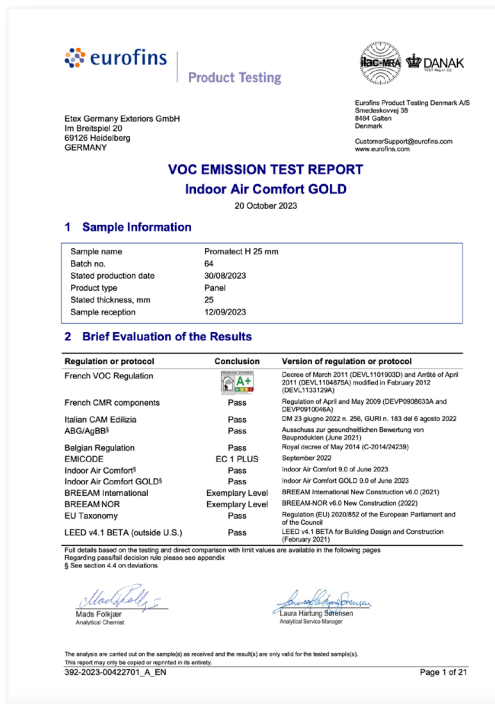 eurofins
Product Testing
ilac-MRA
DANAK
TEST Reg.nr. 522
Eurofins Product Testing Denmark A/S
Smedeskovvej 38
8464 Galten
Denmark
CustomerSupport@eurofins.com
www.eurofins.com
Etex Germany Exteriors GmbH
Im Breitspiel 20
69126 Heidelberg
GERMANY
VOC EMISSION TEST REPORT
Indoor Air Comfort GOLD
20 October 2023
1 Sample Information
Sample name Promatect H 25 mm
Batch no. 64
Stated production date 30/08/2023
Product type Panel
Stated thickness, mm 25
Sample reception 12/09/2023
2 Brief Evaluation of the Results
Regulation or protocol Conclusion Version of regulation or protocol
French VOC Regulation A+ Decree of March 2011 (DEVL1101903D) and Arrêté of April
2011 (DEVL1104875A) modified in February 2012
(DEVL1133129A)
French CMR components Pass Regulation of April and May 2009 (DEVP0908633A and
DEVP0910046A)
Italian CAM Edilizia Pass DM 23 giugno 2022 n. 256, GURI n. 183 del 6 agosto 2022
ABG/AgBB§ Pass Ausschuss zur gesundheitlichen Bewertung von
Bauprodukten (June 2021)
Belgian Regulation Pass Royal decree of May 2014 (C-2014/24239)
EMICODE EC 1 PLUS September 2022
Indoor Air Comfort§ Pass Indoor Air Comfort 9.0 of June 2023
Indoor Air Comfort GOLD§ Pass Indoor Air Comfort GOLD 9.0 of June 2023
BREEAM International Exemplary Level BREEAM International New Construction v6.0 (2021)
BREEAM NOR Exemplary Level BREEAM-NOR v6.0 New Construction (2022)
EU Taxonomy Pass Regulation (EU) 2020/852 of the European Parliament and
of the Council
LEED v4.1 BETA (outside U.S.) Pass LEED v4.1 BETA for Building Design and Construction
(February 2021)
Full details based on the testing and direct comparison with limit values are available in the following pages
Regarding pass/fail decision rule please see appendix
§ See section 4.4 on deviations
Mads Folkjær
Analytical Chemist
Laura Hartung Sørensen
Analytical Service Manager
The analysis are carried out on the sample(s) as received and the result(s) are only valid for the tested sample(s).
This report may only be copied or reprinted in its entirety.
392-2023-00422701_A_EN Page 1 of 21